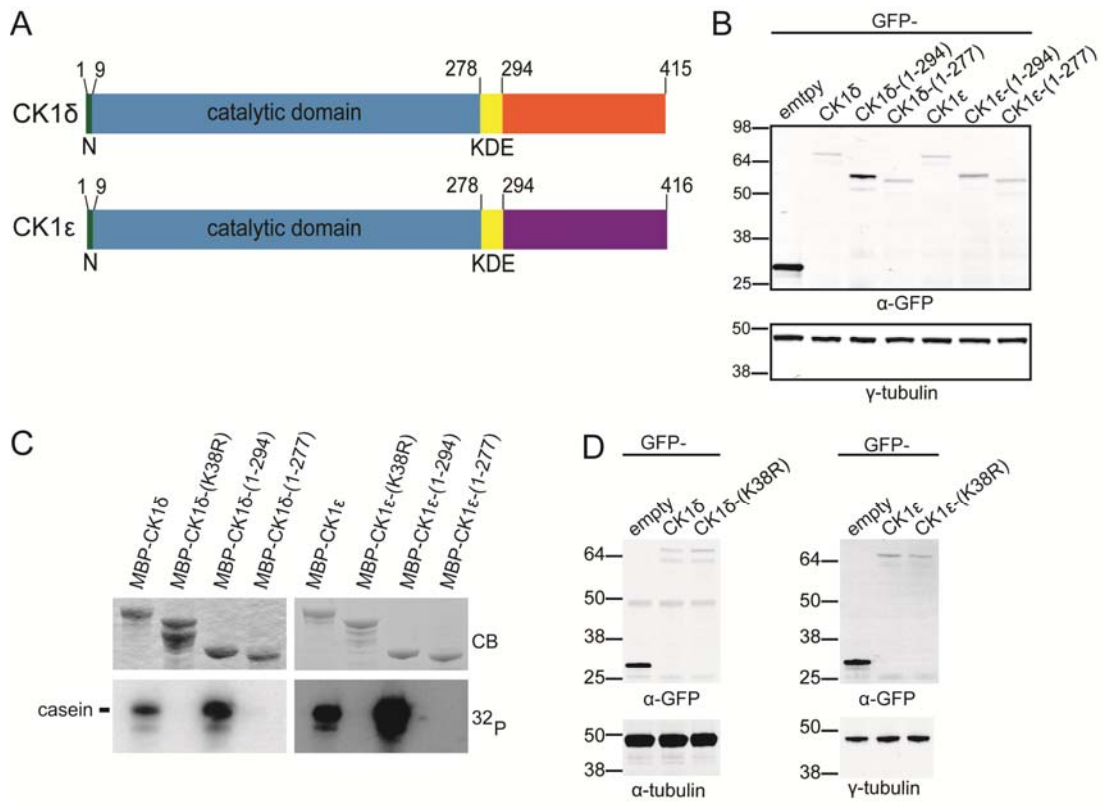 A
1 9 278 294 415
CK1δ catalytic domain
N KDE
1 9 278 294 416
CK1ε catalytic domain
N KDE
B
GFP-
emtpy CK1δ CK1δ-(1-294) CK1δ-(1-277) CK1ε CK1ε-(1-294) CK1ε-(1-277)
98
64
50
38
25
α-GFP
50
38
γ-tubulin
C
MBP-CK1δ MBP-CK1δ-(K38R) MBP-CK1δ-(1-294) MBP-CK1δ-(1-277) MBP-CK1ε MBP-CK1ε-(K38R) MBP-CK1ε-(1-294) MBP-CK1ε-(1-277)
CB
casein 32P
D
GFP-
empty CK1δ CK1δ-(K38R)
64
50
38
25
α-GFP
50
38
α-tubulin
GFP-
empty CK1ε CK1ε-(K38R)
64
50
38
25
α-GFP
50
38
γ-tubulin